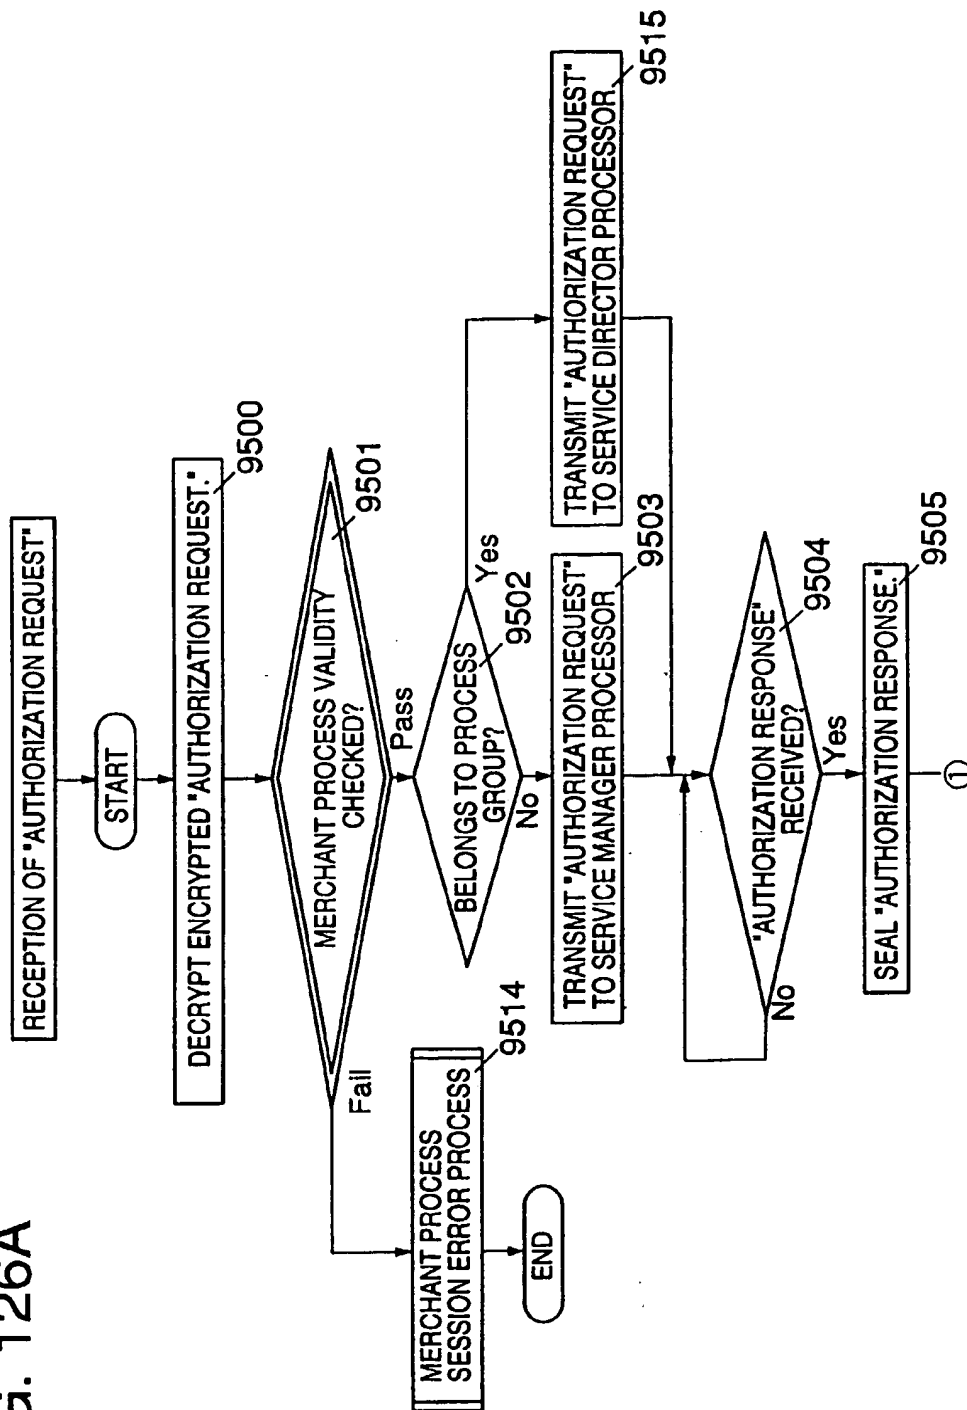 G. 126A
RECEPTION OF "AUTHORIZATION REQUEST"
START
DECRYPT ENCRYPTED "AUTHORIZATION REQUEST."
9500
MERCHANT PROCESS VALIDITY
CHECKED?
9501
Fail
Pass
MERCHANT PROCESS
SESSION ERROR PROCESS
9514
END
BELONGS TO PROCESS
GROUP?
9502
Yes
No
TRANSMIT "AUTHORIZATION REQUEST"
TO SERVICE MANAGER PROCESSOR
9503
TRANSMIT "AUTHORIZATION REQUEST"
TO SERVICE DIRECTOR PROCESSOR.
9515
"AUTHORIZATION RESPONSE"
RECEIVED?
9504
No
Yes
SEAL "AUTHORIZATION RESPONSE."
9505
①